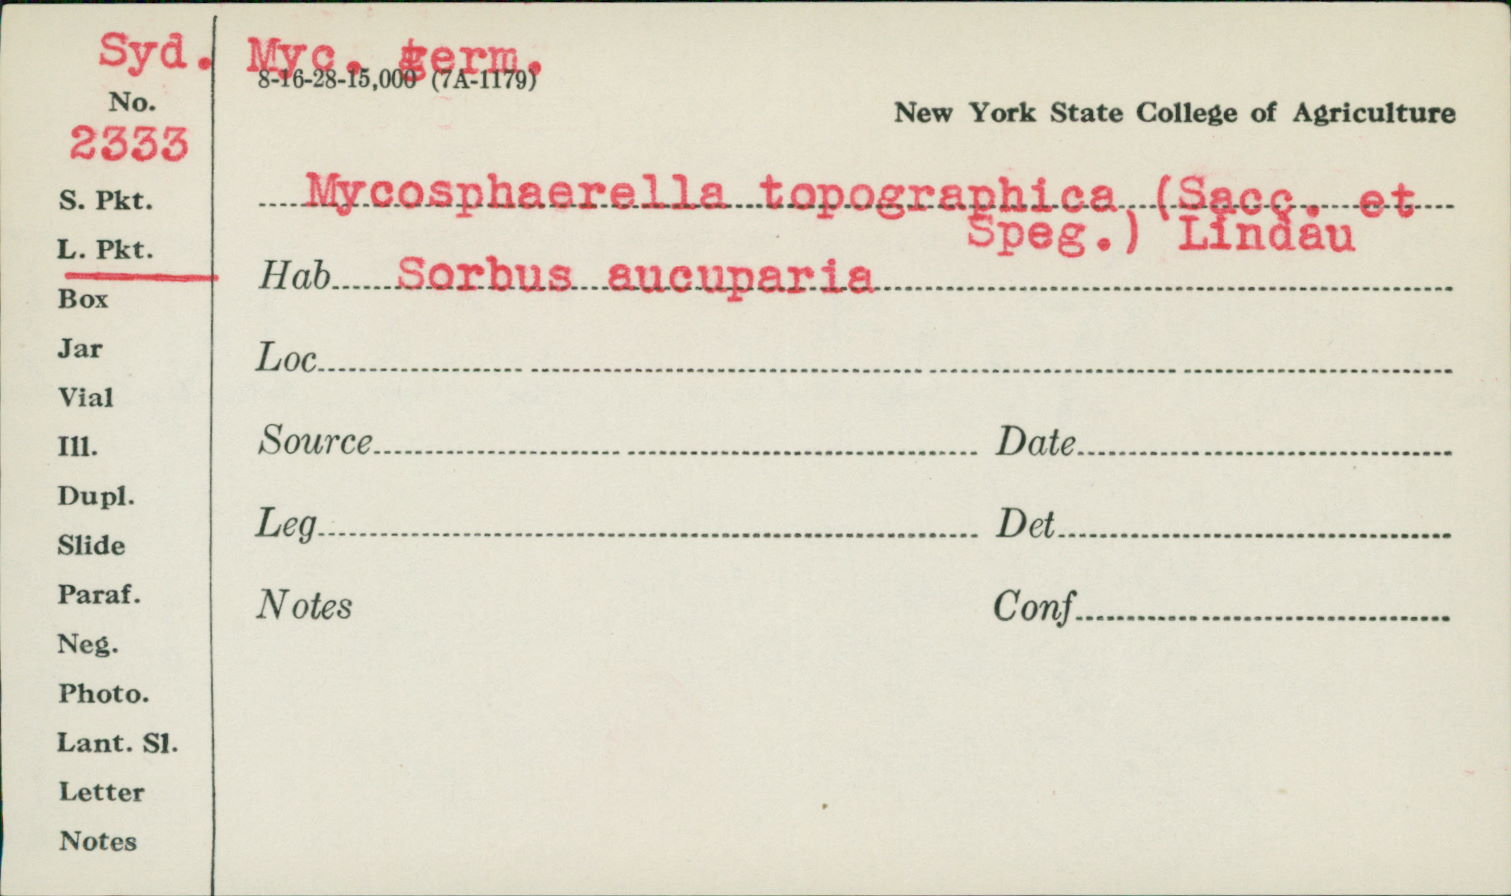 Syd. Myc. germ.
8-16-28-15,000 (7A-1179)
No.
2333
New York State College of Agriculture
S. Pkt.
Mycosphaerella topographica (Sacc. et
Speg.) Lindau
L. Pkt.
Hab Sorbus aucuparia
Box
Jar
Loc
Vial
Ill.
Source Date
Dupl.
Slide
Leg Det
Paraf.
Notes Conf
Neg.
Photo.
Lant. Sl.
Letter
Notes